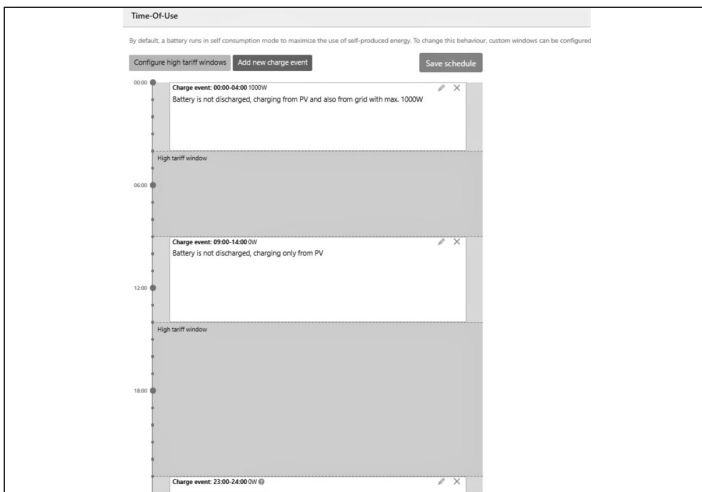 Time-Of-Use
By default, a battery runs in self consumption mode to maximize the use of self-produced energy. To change this behaviour, custom windows can be configured
Configure high tariff windows
Add new charge event
Save schedule
00:00
Charge event: 00:00-04:00 1000W
Battery is not discharged, charging from PV and also from grid with max. 1000W
High tariff window
06:00
Charge event: 09:00-14:00 0W
Battery is not discharged, charging only from PV
12:00
High tariff window
18:00
Charge event: 23:00-24:00 0W